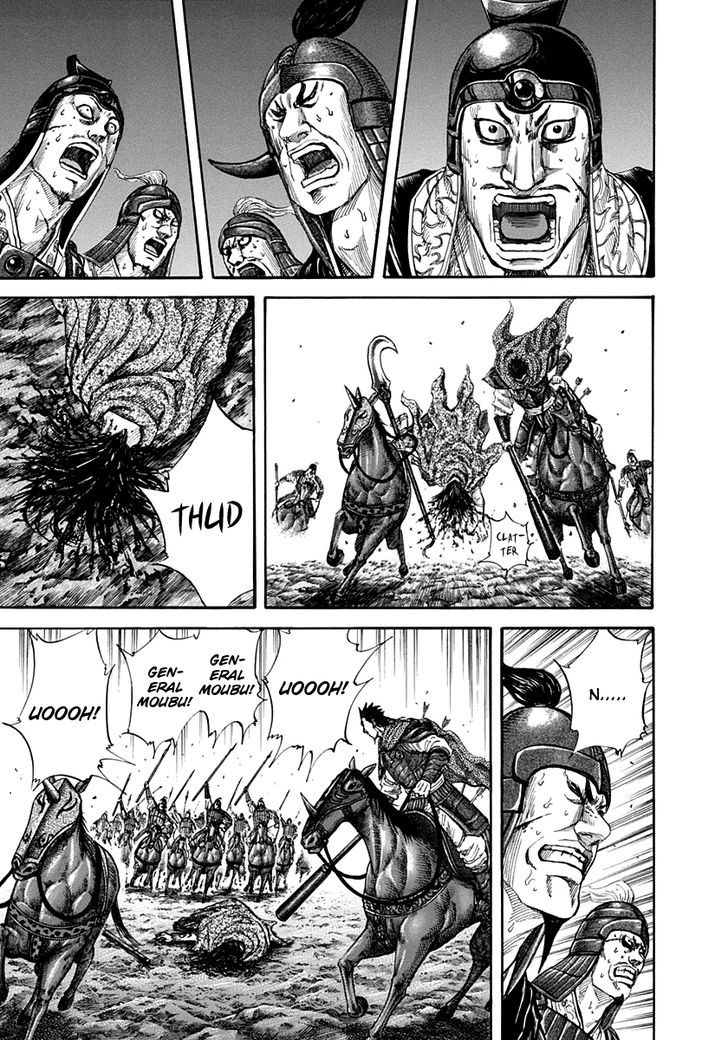 CLAT-
TER
THUD
N.....
UOOOH!
GEN-
ERAL
MOUBU!
GEN-
ERAL
MOUBU!
UOOOH!